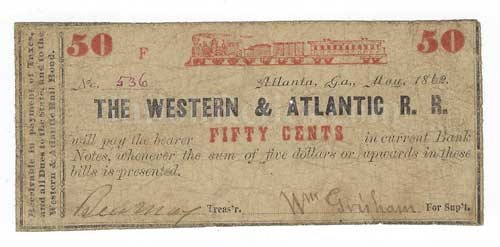 50 F 50
No. 536 Atlanta, Ga., May, 1862.
THE WESTERN & ATLANTIC R. R.
will pay the bearer FIFTY CENTS in current Bank
Notes, whenever the sum of five dollars or upwards in these
bills is presented.
Treas'r. Wm Grisham For Sup't.
Receivable in payment of Taxes,
and all Dues to the State, and to the
Western & Atlantic Rail Road.